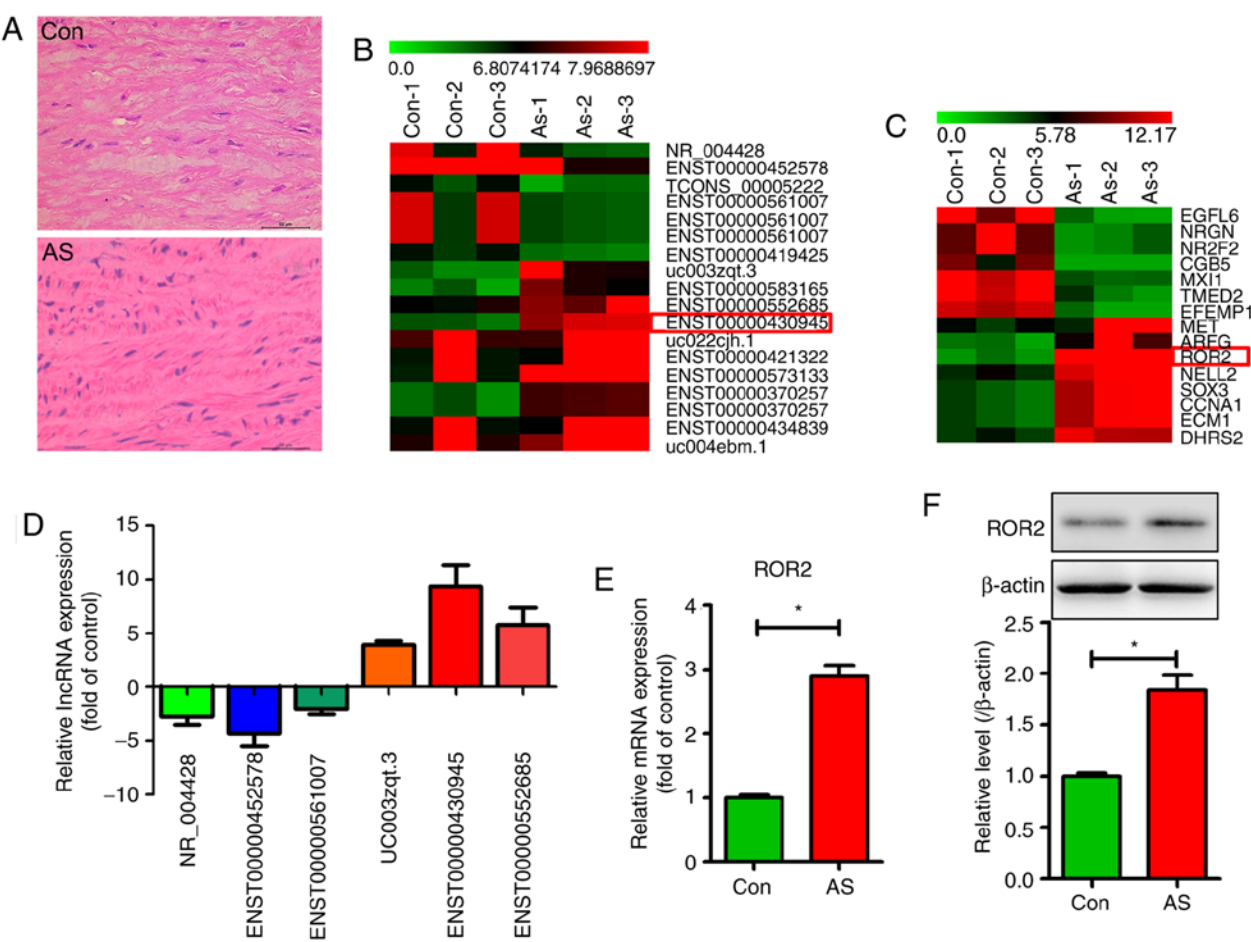 A
Con
AS
B
0.0 6.8074174 7.9688697
Con-1
Con-2
Con-3
As-1
As-2
As-3
NR_004428
ENST00000452578
TCONS_00005222
ENST00000561007
ENST00000561007
ENST00000561007
ENST00000419425
uc003zqt.3
ENST00000583165
ENST00000552685
ENST00000430945
uc022cjh.1
ENST00000421322
ENST00000573133
ENST00000370257
ENST00000370257
ENST00000434839
uc004ebm.1
C
0.0 5.78 12.17
Con-1
Con-2
Con-3
As-1
As-2
As-3
EGFL6
NRGN
NR2F2
CGB5
MXI1
TMED2
EFEMP1
MET
ARFG
ROR2
NELL2
SOX3
CCNA1
ECM1
DHRS2
D
Relative lncRNA expression
(fold of control)
15
10
5
0
−5
−10
NR_004428
ENST00000452578
ENST00000561007
UC003zqt.3
ENST00000430945
ENST00000552685
E
ROR2
Relative mRNA expression
(fold of control)
4
3
2
1
0
*
Con AS
F
ROR2
β-actin
Relative level (/β-actin)
2.5
2.0
1.5
1.0
0.5
0.0
*
Con AS